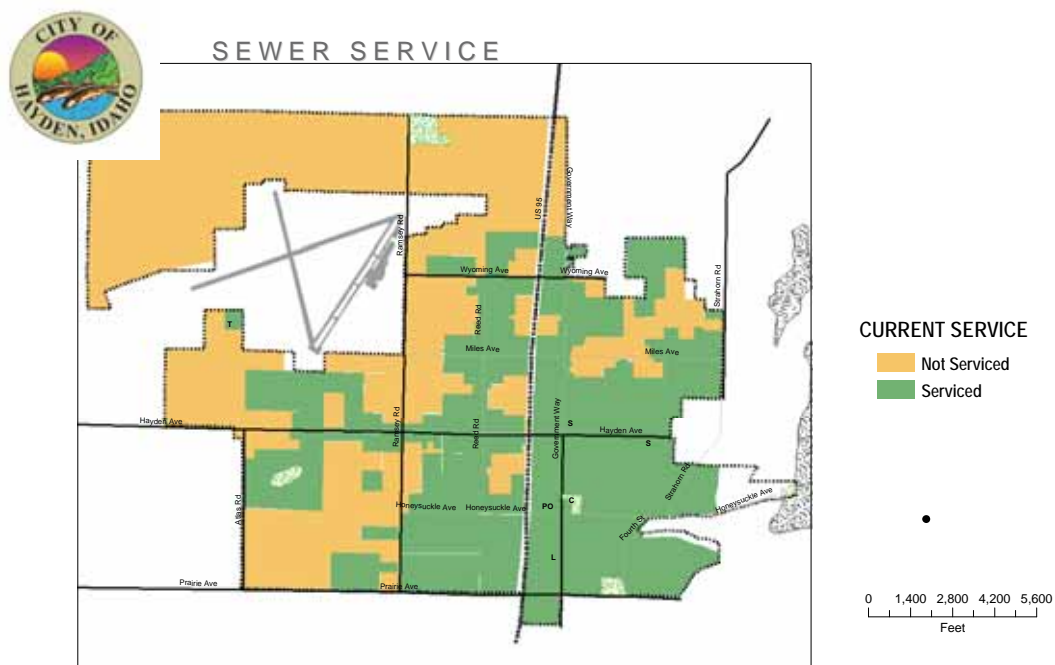 CITY OF
HAYDEN, IDAHO
SEWER SERVICE
Government Way
US 95
Ramsey Rd
Wyoming Ave
Wyoming Ave
Strahorn Rd
T
Reed Rd
Miles Ave
Miles Ave
Hayden Ave
Ramsey Rd
Reed Rd
Government Way
S
Hayden Ave
S
Strahorn Rd
Atlas Rd
Honeysuckle Ave
Honeysuckle Ave
PO
C
Fourth St
Honeysuckle Ave
L
Prairie Ave
Prairie Ave
CURRENT SERVICE
Not Serviced
Serviced
0 1,400 2,800 4,200 5,600
Feet